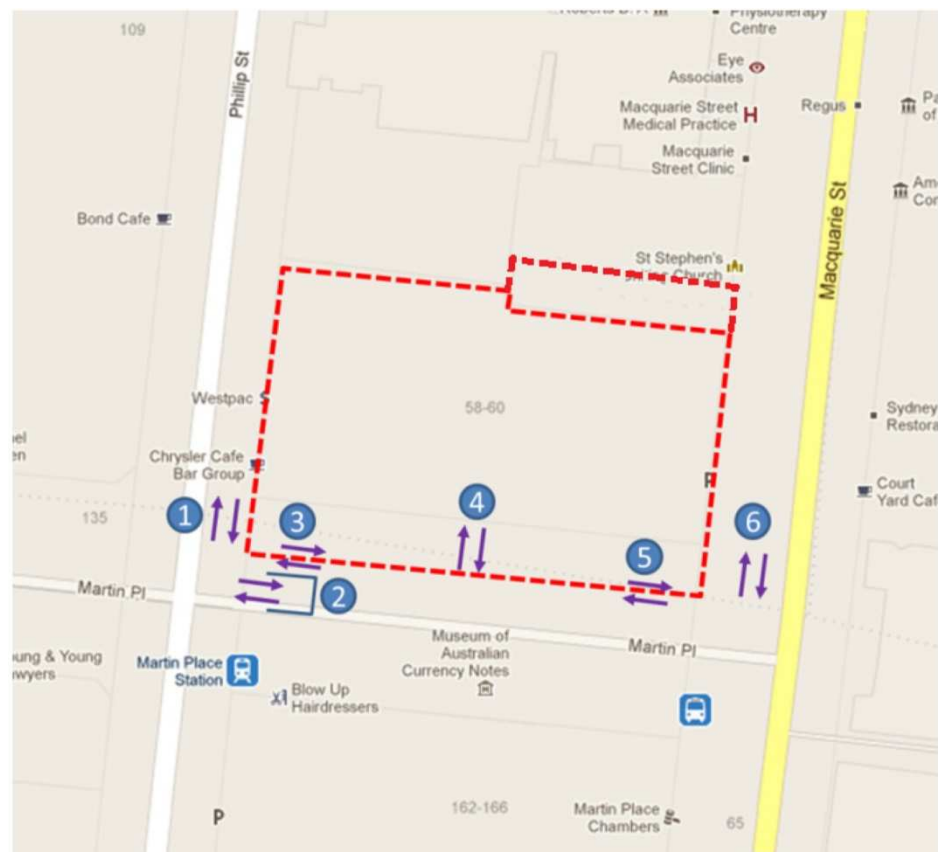 109
Phillip St
Physiotherapy
Centre
Eye
Associates
Macquarie Street
Medical Practice
H
Regus
Macquarie
Street Clinic
Bond Cafe
Macquarie St
St Stephen's
Church
Westpac
58-60
Sydney
Chrysler Cafe
Bar Group
P
Court
Yard Caf
135
1
3
4
5
6
2
Martin Pl
Martin Pl
Museum of
Australian
Currency Notes
Martin Place
Station
Blow Up
Hairdressers
P
162-166
Martin Place
Chambers
65